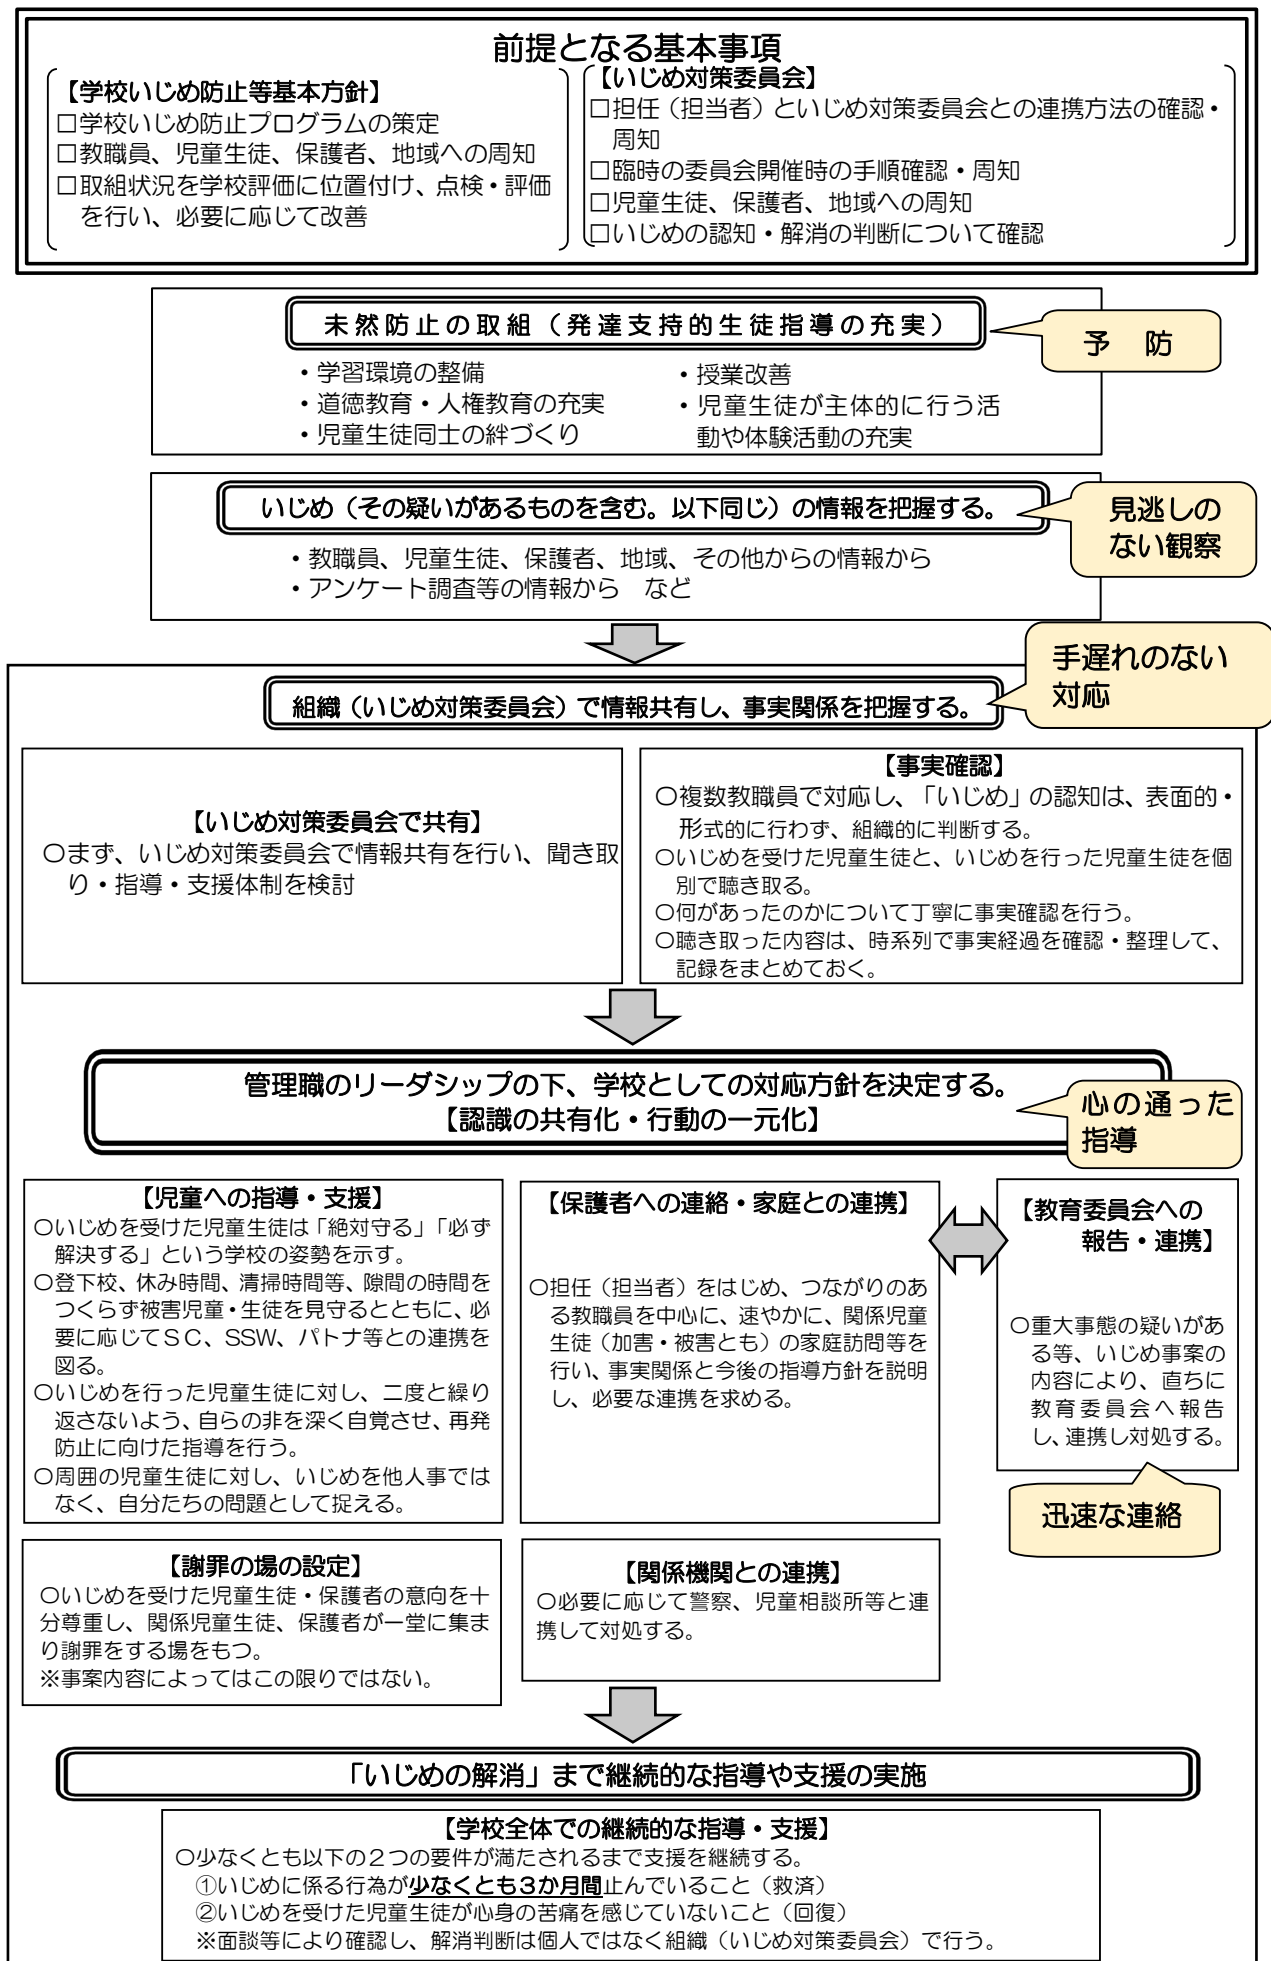 前提となる基本事項
【学校いじめ防止等基本方針】
□学校いじめ防止プログラムの策定
□教職員、児童生徒、保護者、地域への周知
□取組状況を学校評価に位置付け、点検・評価
を行い、必要に応じて改善
【いじめ対策委員会】
□担任（担当者）といじめ対策委員会との連携方法の確認・
周知
□臨時の委員会開催時の手順確認・周知
□児童生徒、保護者、地域への周知
□いじめの認知・解消の判断について確認
未然防止の取組（発達支持的生徒指導の充実）
予　防
・学習環境の整備
・道徳教育・人権教育の充実
・児童生徒同士の絆づくり
・授業改善
・児童生徒が主体的に行う活
動や体験活動の充実
いじめ（その疑いがあるものを含む。以下同じ）の情報を把握する。
見逃しの
ない観察
・教職員、児童生徒、保護者、地域、その他からの情報から
・アンケート調査等の情報から　など
手遅れのない
対応
組織（いじめ対策委員会）で情報共有し、事実関係を把握する。
【いじめ対策委員会で共有】
○まず、いじめ対策委員会で情報共有を行い、聞き取
り・指導・支援体制を検討
【事実確認】
○複数教職員で対応し、「いじめ」の認知は、表面的・
形式的に行わず、組織的に判断する。
○いじめを受けた児童生徒と、いじめを行った児童生徒を個
別で聴き取る。
○何があったのかについて丁寧に事実確認を行う。
○聴き取った内容は、時系列で事実経過を確認・整理して、
記録をまとめておく。
管理職のリーダシップの下、学校としての対応方針を決定する。
【認識の共有化・行動の一元化】
心の通った
指導
【児童への指導・支援】
○いじめを受けた児童生徒は「絶対守る」「必ず
解決する」という学校の姿勢を示す。
○登下校、休み時間、清掃時間等、隙間の時間を
つくらず被害児童・生徒を見守るとともに、必
要に応じてＳＣ、SSW、パトナ等との連携を
図る。
○いじめを行った児童生徒に対し、二度と繰り
返さないよう、自らの非を深く自覚させ、再発
防止に向けた指導を行う。
○周囲の児童生徒に対し、いじめを他人事では
なく、自分たちの問題として捉える。
【保護者への連絡・家庭との連携】
○担任（担当者）をはじめ、つながりのあ
る教職員を中心に、速やかに、関係児童
生徒（加害・被害とも）の家庭訪問等を
行い、事実関係と今後の指導方針を説明
し、必要な連携を求める。
【教育委員会への
報告・連携】
○重大事態の疑いがあ
る等、いじめ事案の
内容により、直ちに
教育委員会へ報告
し、連携し対処する。
迅速な連絡
【謝罪の場の設定】
○いじめを受けた児童生徒・保護者の意向を十
分尊重し、関係児童生徒、保護者が一堂に集ま
り謝罪をする場をもつ。
※事案内容によってはこの限りではない。
【関係機関との連携】
○必要に応じて警察、児童相談所等と連
携して対処する。
「いじめの解消」まで継続的な指導や支援の実施
【学校全体での継続的な指導・支援】
○少なくとも以下の２つの要件が満たされるまで支援を継続する。
①いじめに係る行為が少なくとも３か月間止んでいること（救済）
②いじめを受けた児童生徒が心身の苦痛を感じていないこと（回復）
※面談等により確認し、解消判断は個人ではなく組織（いじめ対策委員会）で行う。